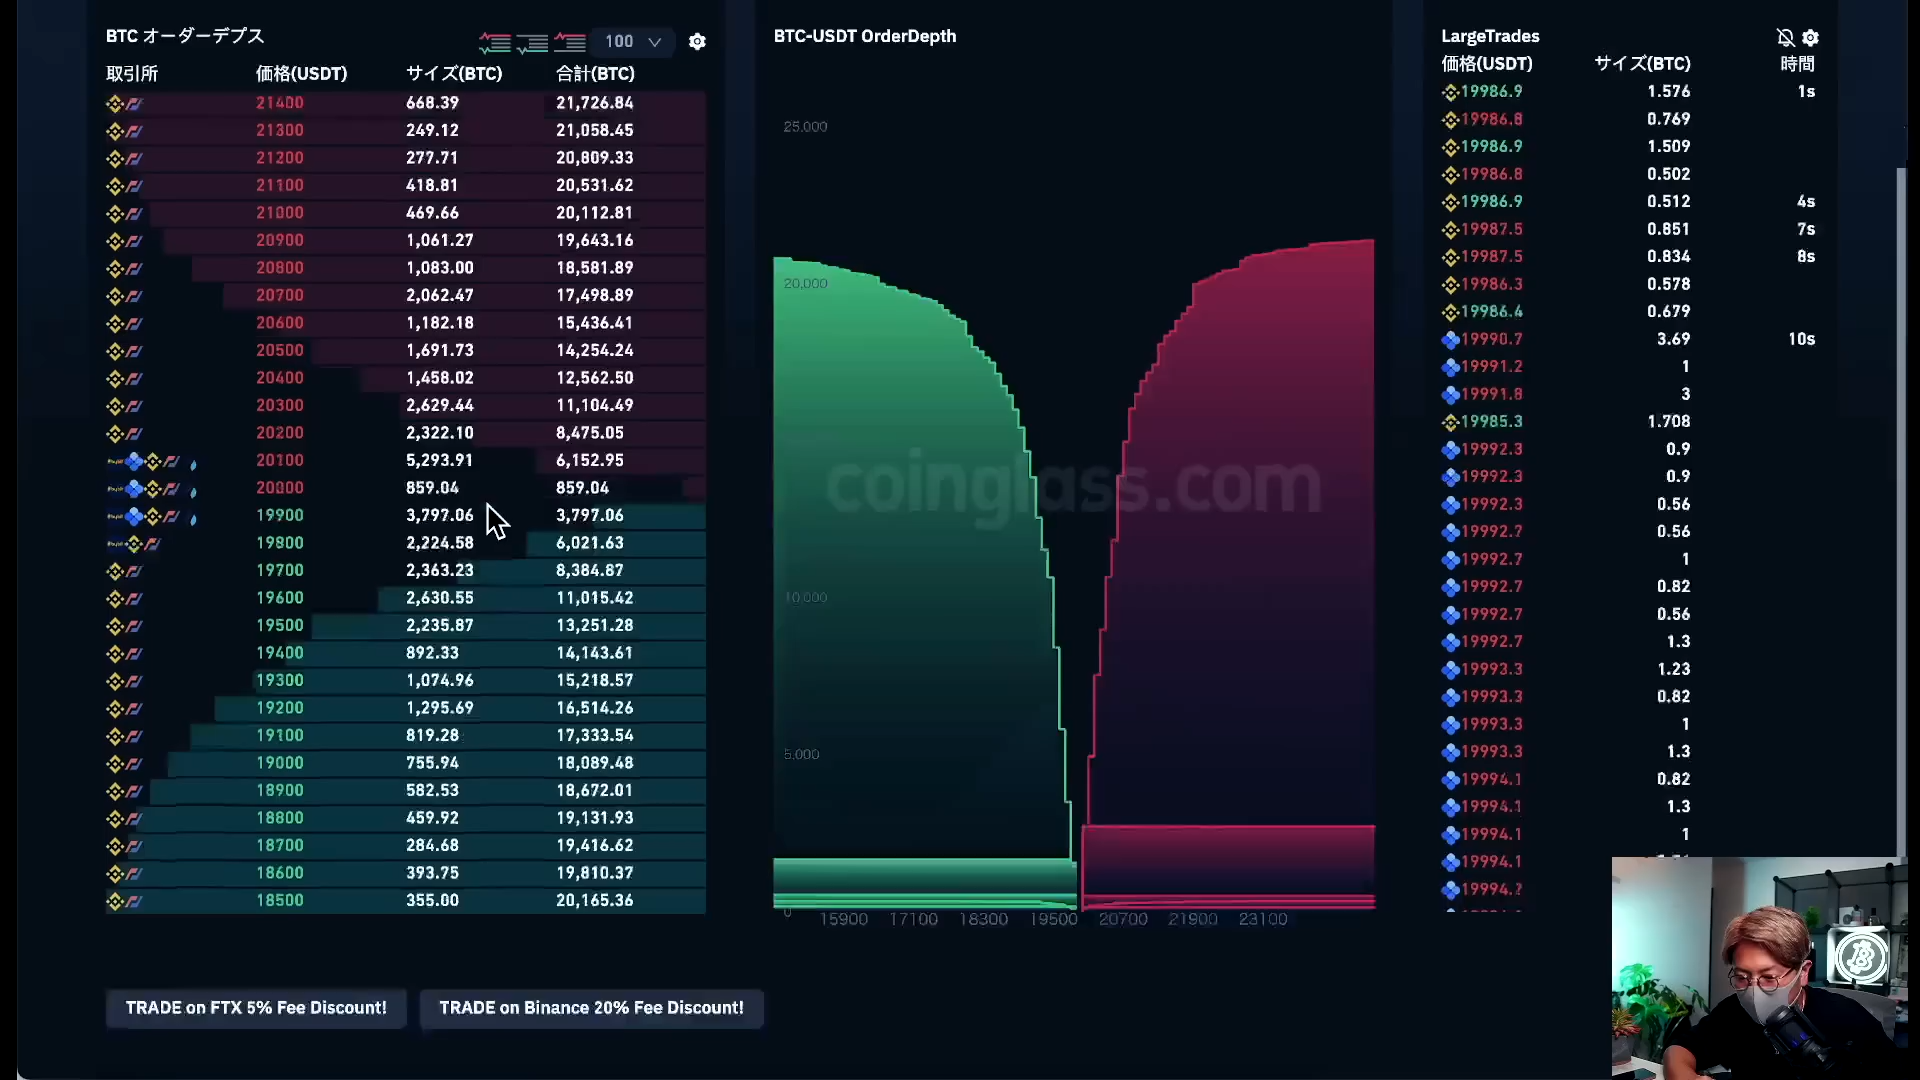 BTC オーダーデプス
100
取引所 価格(USDT) サイズ(BTC) 合計(BTC)
21400 668.39 21,726.84
21300 249.12 21,058.45
21200 277.71 20,809.33
21100 418.81 20,531.62
21000 469.66 20,112.81
20900 1,061.27 19,643.16
20800 1,083.00 18,581.89
20700 2,062.47 17,498.89
20600 1,182.18 15,436.41
20500 1,691.73 14,254.24
20400 1,458.02 12,562.50
20300 2,629.44 11,104.49
20200 2,322.10 8,475.05
20100 5,293.91 6,152.95
20000 859.04 859.04
19900 3,797.06 3,797.06
19800 2,224.58 6,021.63
19700 2,363.23 8,384.87
19600 2,630.55 11,015.42
19500 2,235.87 13,251.28
19400 892.33 14,143.61
19300 1,074.96 15,218.57
19200 1,295.69 16,514.26
19100 819.28 17,333.54
19000 755.94 18,089.48
18900 582.53 18,672.01
18800 459.92 19,131.93
18700 284.68 19,416.62
18600 393.75 19,810.37
18500 355.00 20,165.36
TRADE on FTX 5% Fee Discount!
TRADE on Binance 20% Fee Discount!
BTC-USDT OrderDepth
25,000
20,000
coinglass.com
10,000
5,000
0
15900 17100 18300 19500 20700 21900 23100
LargeTrades
価格(USDT) サイズ(BTC) 時間
19986.9 1.576 1s
19986.8 0.769
19986.9 1.509
19986.8 0.502
19986.9 0.512 4s
19987.5 0.851 7s
19987.5 0.834 8s
19986.3 0.578
19986.4 0.679
19990.7 3.69 10s
19991.2 1
19991.8 3
19985.3 1.708
19992.3 0.9
19992.3 0.9
19992.3 0.56
19992.7 0.56
19992.7 1
19992.7 0.82
19992.7 0.56
19992.7 1.3
19993.3 1.23
19993.3 0.82
19993.3 1
19993.3 1.3
19994.1 0.82
19994.1 1.3
19994.1 1
19994.1